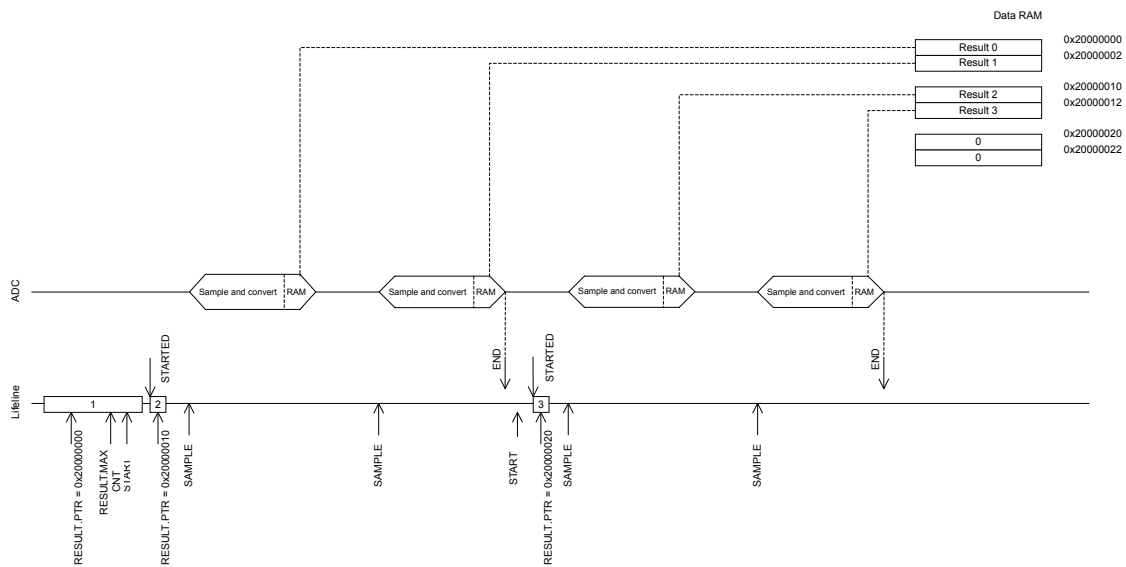 Data RAM
Result 0
0x20000000
Result 1
0x20000002
Result 2
0x20000010
Result 3
0x20000012
0
0x20000020
0
0x20000022
ADC
Sample and convert
RAM
Sample and convert
RAM
Sample and convert
RAM
Sample and convert
RAM
STARTED
END
STARTED
END
Lifeline
1
2
3
RESULT.PTR = 0x20000000
RESULT.MAX
CNT
START
RESULT.PTR = 0x20000010
SAMPLE
SAMPLE
START
RESULT.PTR = 0x20000020
SAMPLE
SAMPLE